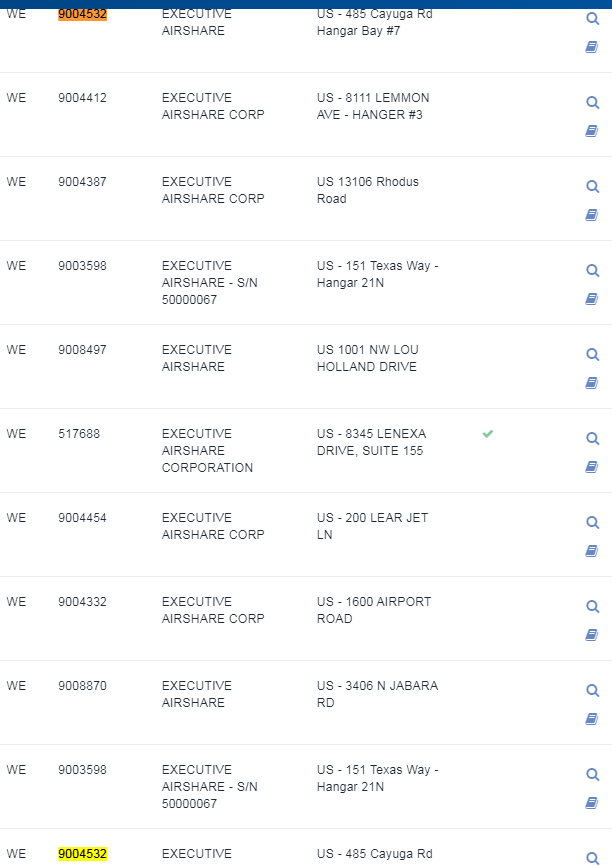 WE 9004532 EXECUTIVE US - 485 Cayuga Rd
AIRSHARE Hangar Bay #7
WE 9004412 EXECUTIVE US - 8111 LEMMON
AIRSHARE CORP AVE - HANGER #3
WE 9004387 EXECUTIVE US 13106 Rhodus
AIRSHARE CORP Road
WE 9003598 EXECUTIVE US - 151 Texas Way -
AIRSHARE - S/N Hangar 21N
50000067
WE 9008497 EXECUTIVE US 1001 NW LOU
AIRSHARE HOLLAND DRIVE
WE 517688 EXECUTIVE US - 8345 LENEXA
AIRSHARE DRIVE, SUITE 155
CORPORATION
WE 9004454 EXECUTIVE US - 200 LEAR JET
AIRSHARE CORP LN
WE 9004332 EXECUTIVE US - 1600 AIRPORT
AIRSHARE CORP ROAD
WE 9008870 EXECUTIVE US - 3406 N JABARA
AIRSHARE RD
WE 9003598 EXECUTIVE US - 151 Texas Way -
AIRSHARE - S/N Hangar 21N
50000067
WE 9004532 EXECUTIVE US - 485 Cayuga Rd